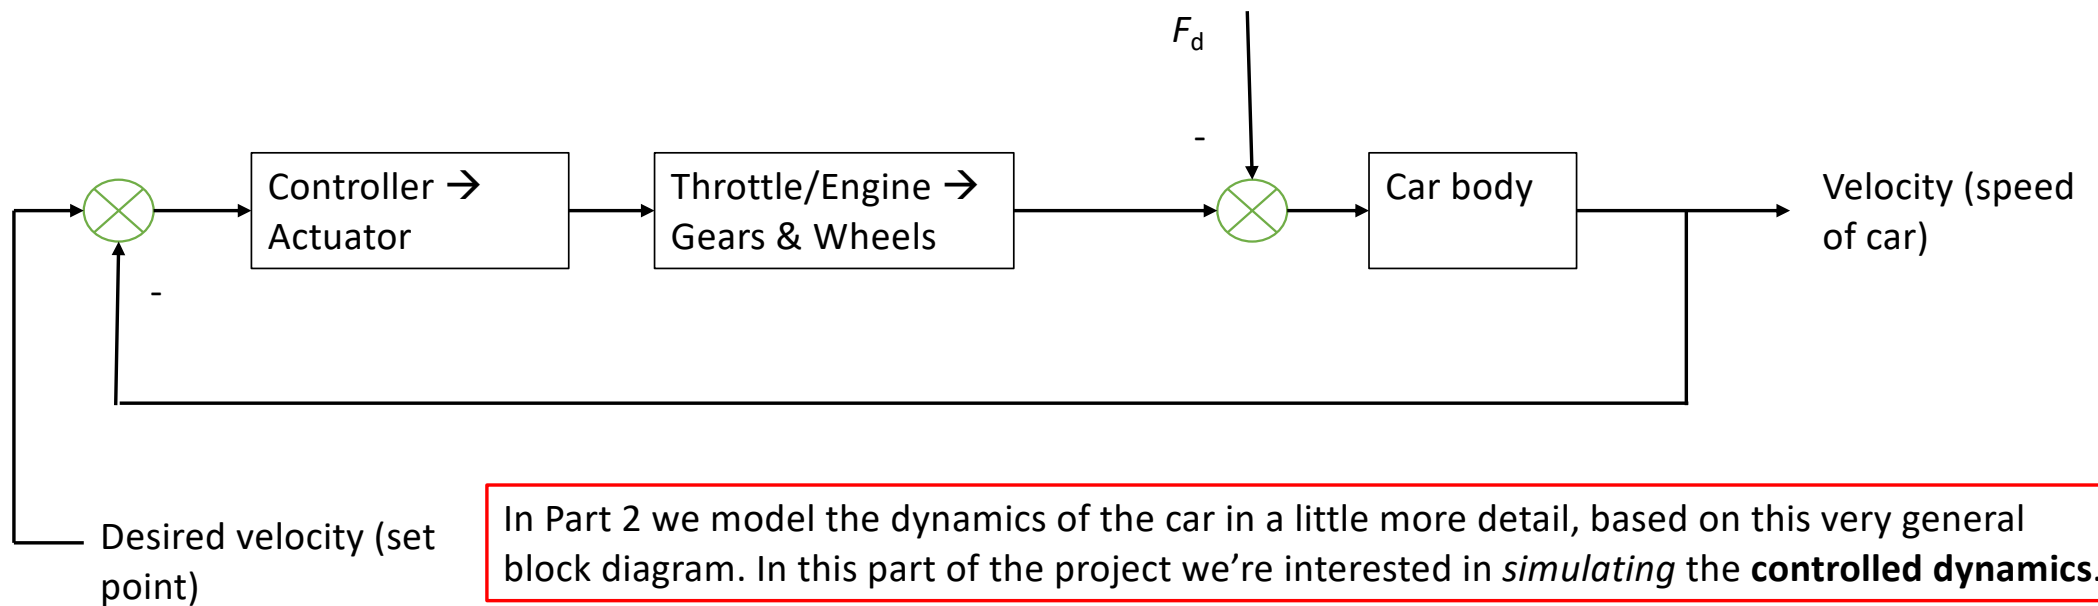 F_d
-
Controller →
Actuator
Throttle/Engine →
Gears & Wheels
Car body
Velocity (speed
of car)
-
Desired velocity (set
point)
In Part 2 we model the dynamics of the car in a little more detail, based on this very general
block diagram. In this part of the project we’re interested in simulating the controlled dynamics.